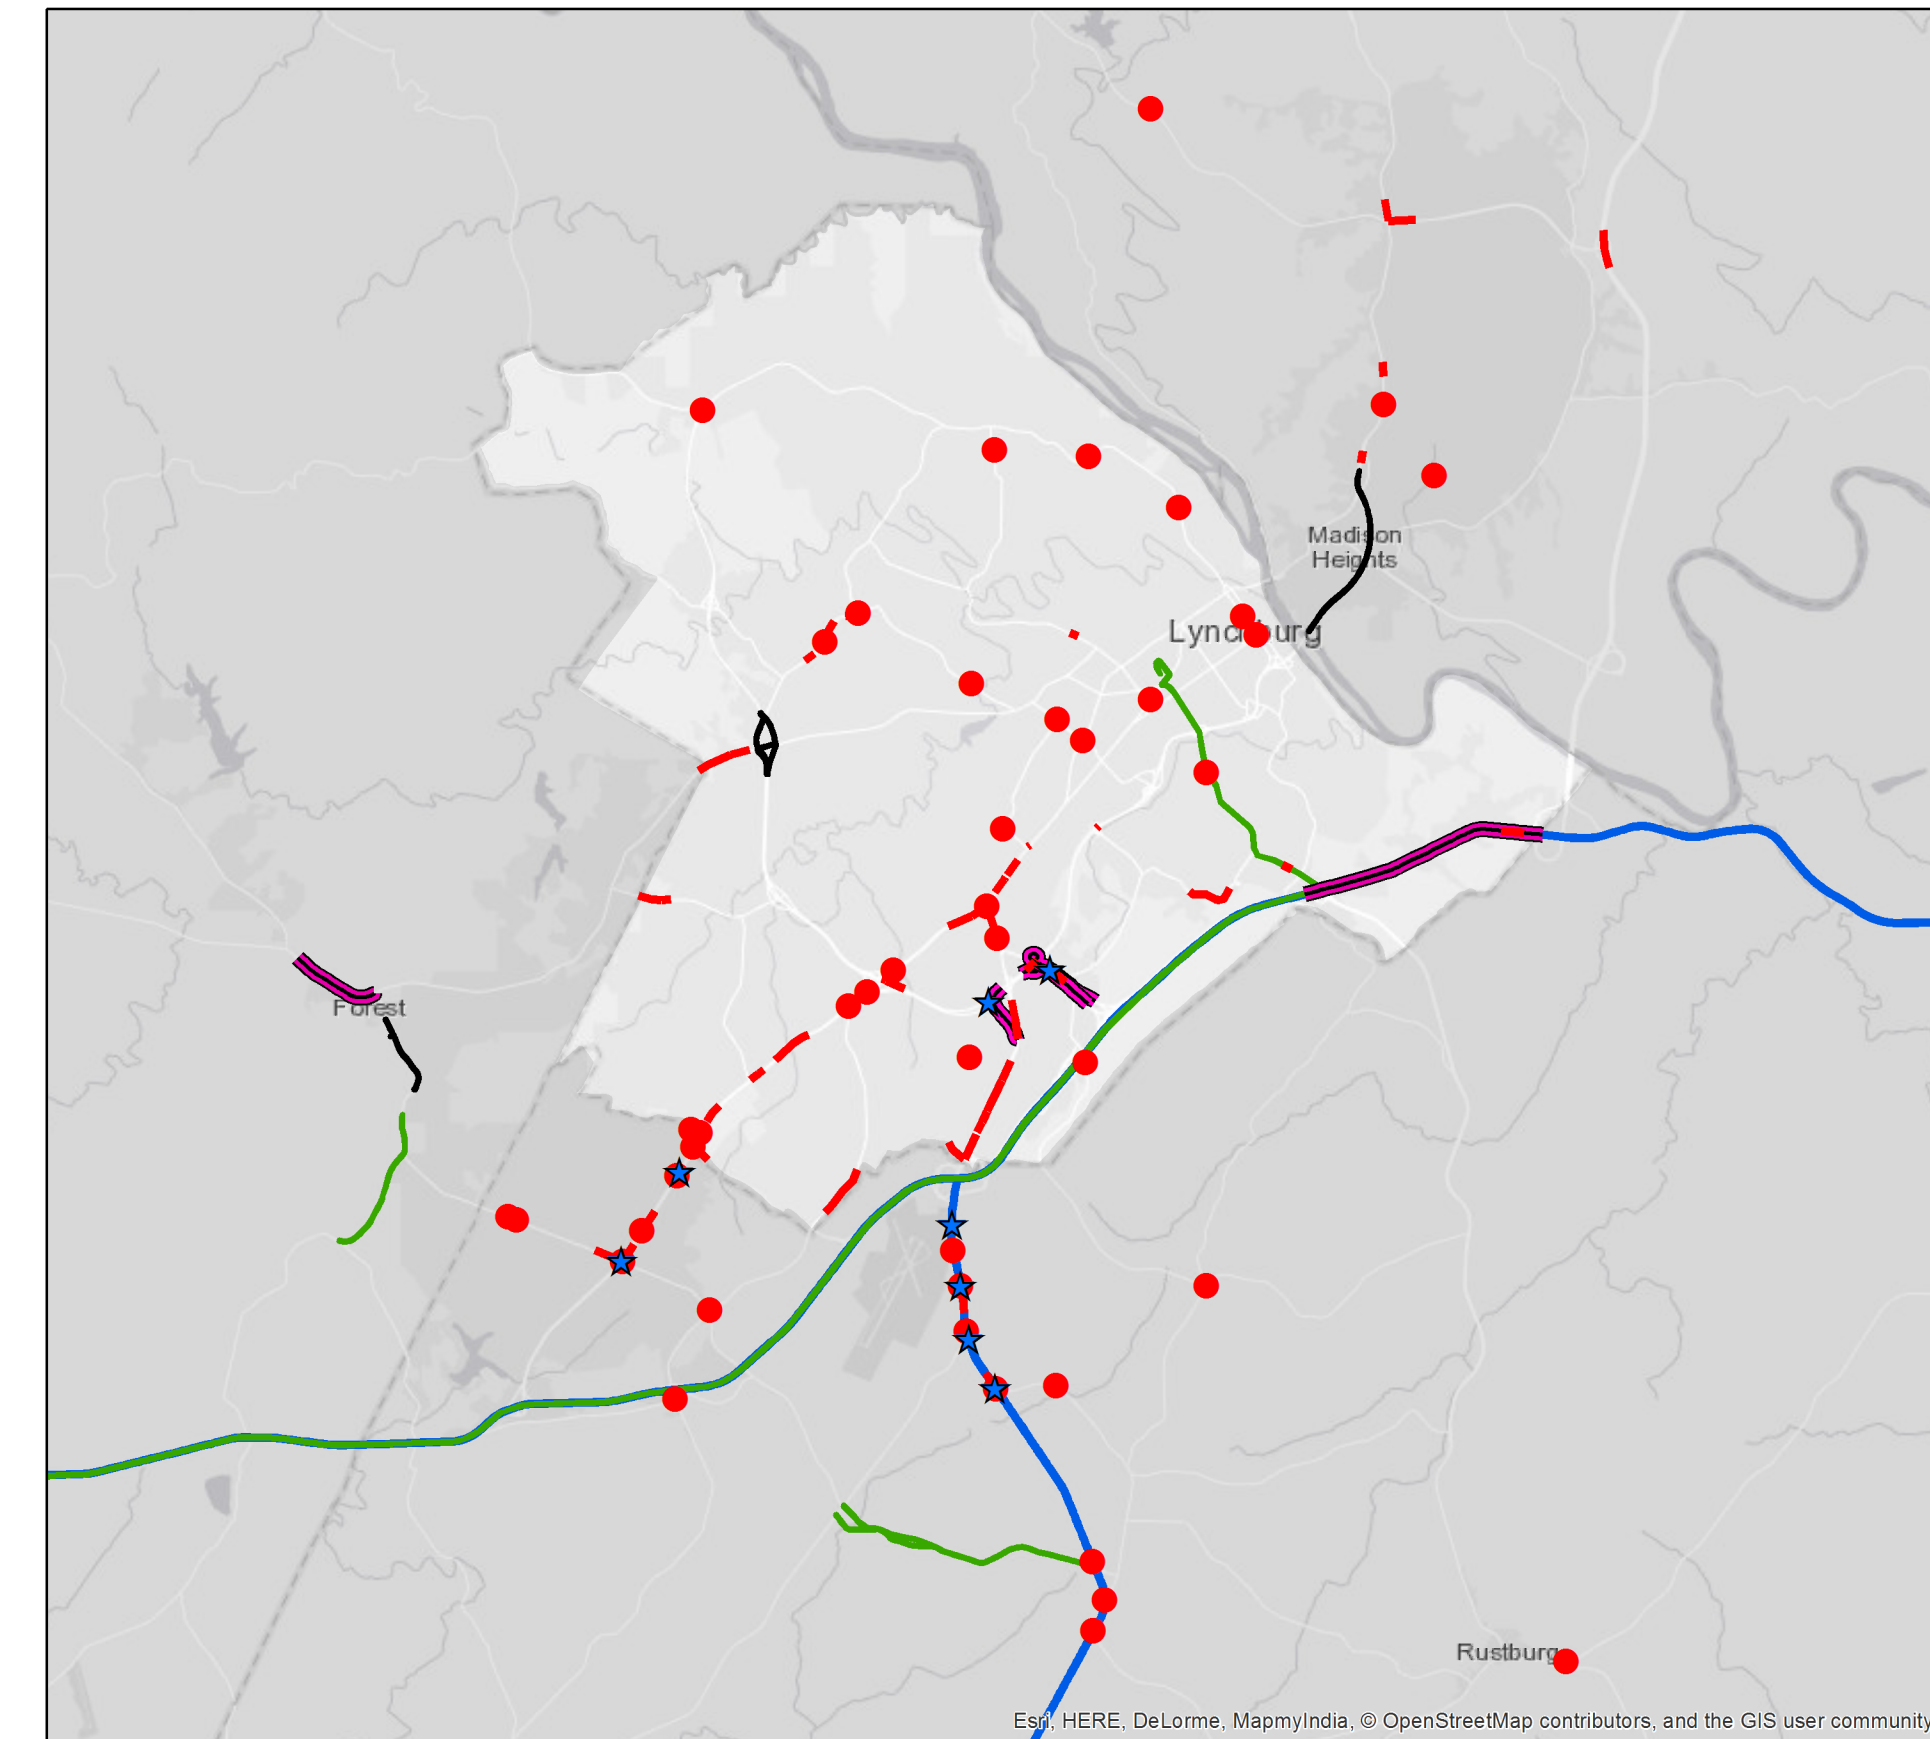 Madison
Heights
Lynchburg
Forest
Rustburg
Esri, HERE, DeLorme, MapmyIndia, © OpenStreetMap contributors, and the GIS user community